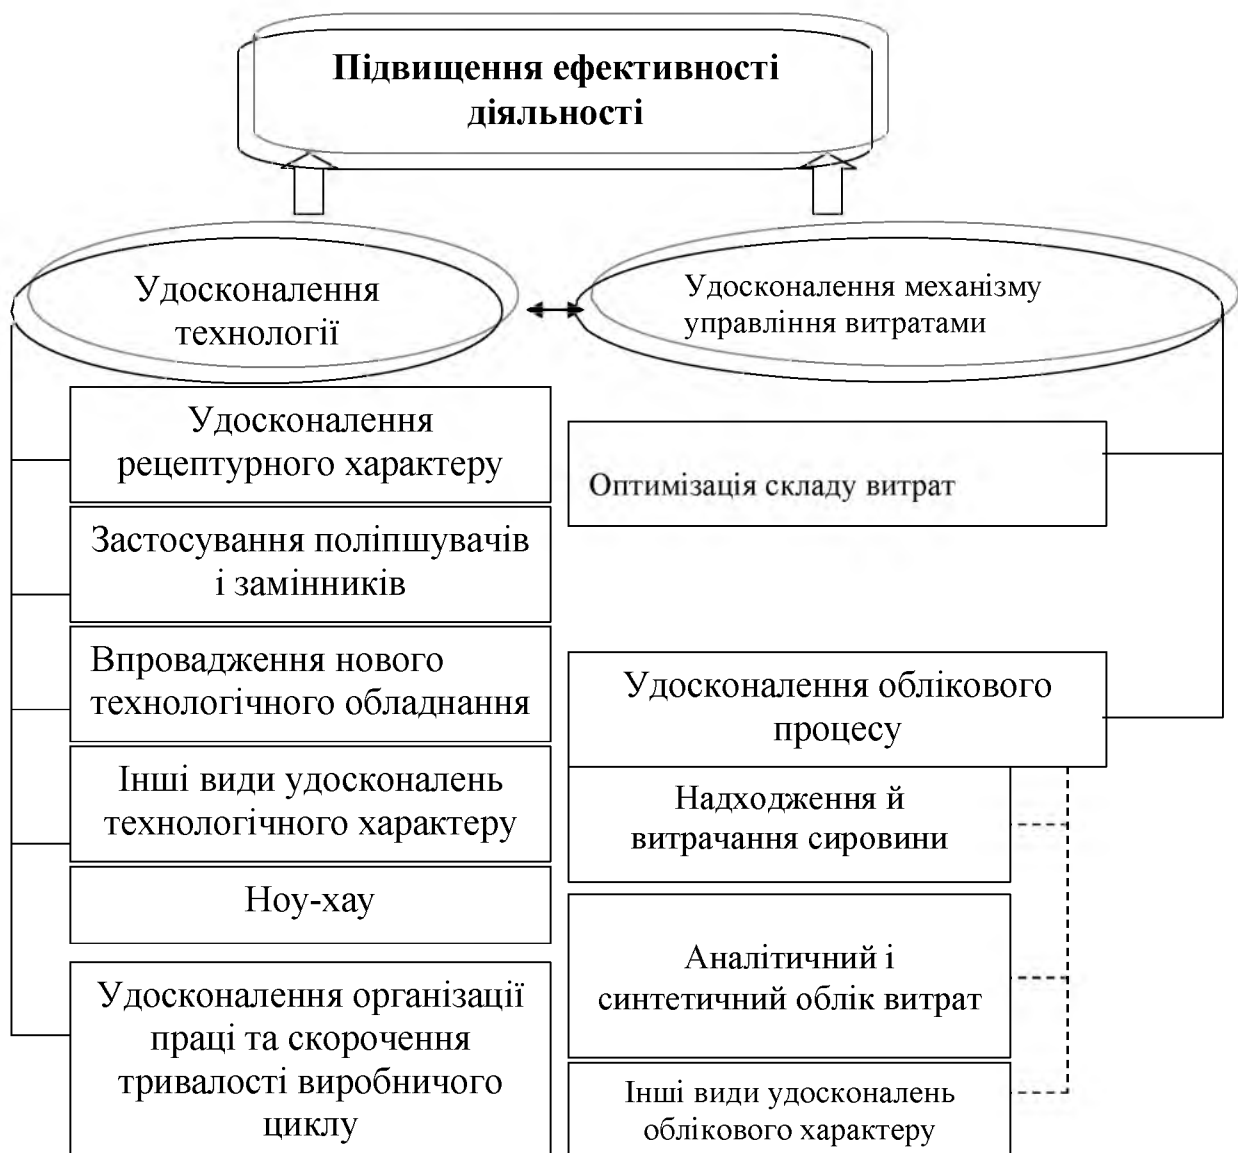 Підвищення ефективності
діяльності
Удосконалення
технології
Удосконалення механізму
управління витратами
Удосконалення
рецептурного характеру
Застосування поліпшувачів
і замінників
Впровадження нового
технологічного обладнання
Інші види удосконалень
технологічного характеру
Ноу-хау
Удосконалення організації
праці та скорочення
тривалості виробничого
циклу
Оптимізація складу витрат
Удосконалення облікового
процесу
Надходження й
витрачання сировини
Аналітичний і
синтетичний облік витрат
Інші види удосконалень
облікового характеру